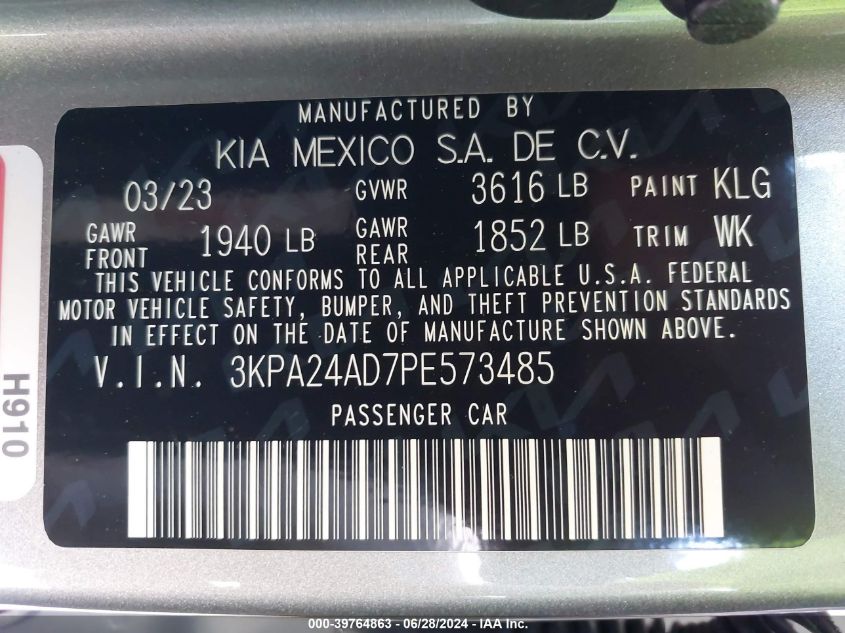 MANUFACTURED BY
KIA MEXICO S.A. DE C.V.
03/23 GVWR 3616 LB PAINT KLG
GAWR FRONT 1940 LB GAWR REAR 1852 LB TRIM WK
THIS VEHICLE CONFORMS TO ALL APPLICABLE U.S.A. FEDERAL
MOTOR VEHICLE SAFETY, BUMPER, AND THEFT PREVENTION STANDARDS
IN EFFECT ON THE DATE OF MANUFACTURE SHOWN ABOVE.
V.I.N. 3KPA24AD7PE573485
PASSENGER CAR
H910
000-39764863 - 06/28/2024 - IAA Inc.